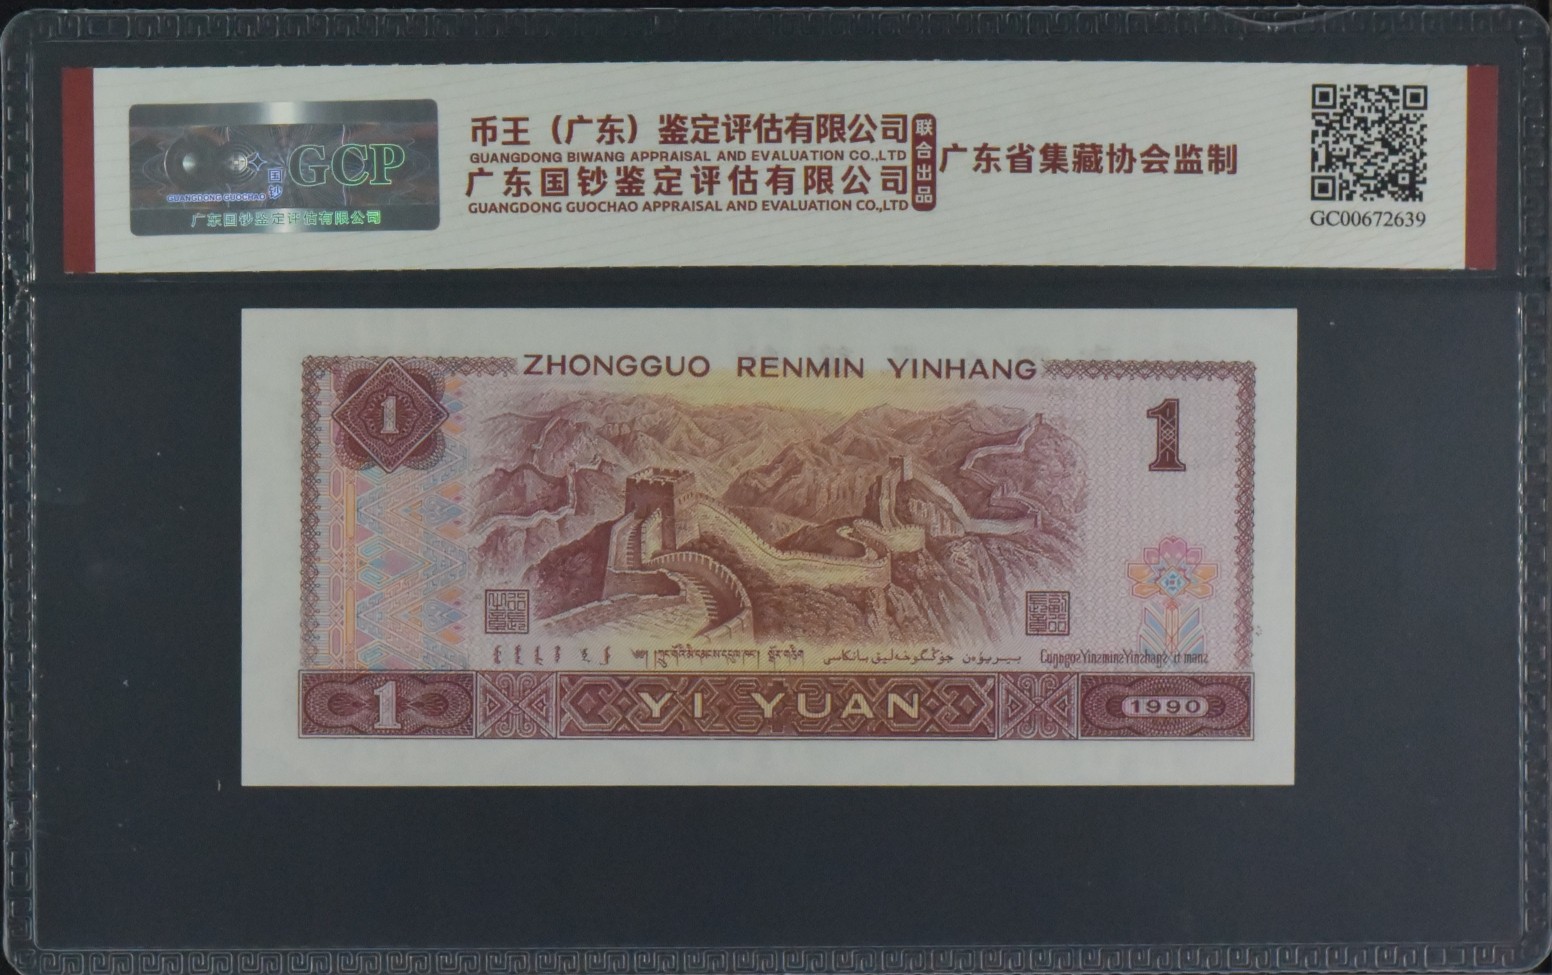 国钞
GCP
GUANGDONG GUOCHAO
广东国钞鉴定评估有限公司
币王（广东）鉴定评估有限公司
GUANGDONG BIWANG APPRAISAL AND EVALUATION CO.,LTD
广东国钞鉴定评估有限公司
GUANGDONG GUOCHAO APPRAISAL AND EVALUATION CO.,LTD
联合出品
广东省集藏协会监制
GC00672639
ZHONGGUO RENMIN YINHANG
1
1
1
YI YUAN
1990